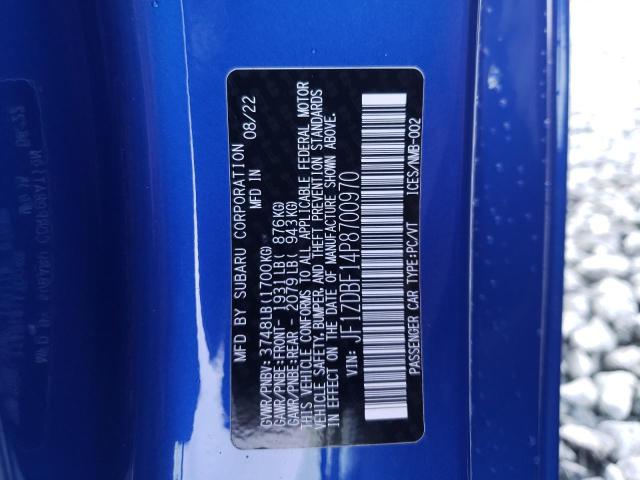 MFD BY SUBARU CORPORATION
MFD IN 08/22
GVWR/PNBV: 3748LB(1700KG)
GAWR/PNBE:FRONT- 1931LB( 876KG)
GAWR/PNBE:REAR - 2079LB( 943KG)
THIS VEHICLE CONFORMS TO ALL APPLICABLE FEDERAL MOTOR
VEHICLE SAFETY, BUMPER, AND THEFT PREVENTION STANDARDS
IN EFFECT ON THE DATE OF MANUFACTURE SHOWN ABOVE.
VIN: JF1ZDBF14P8700970
PASSENGER CAR TYPE:PC/VT ICES/NMB-002